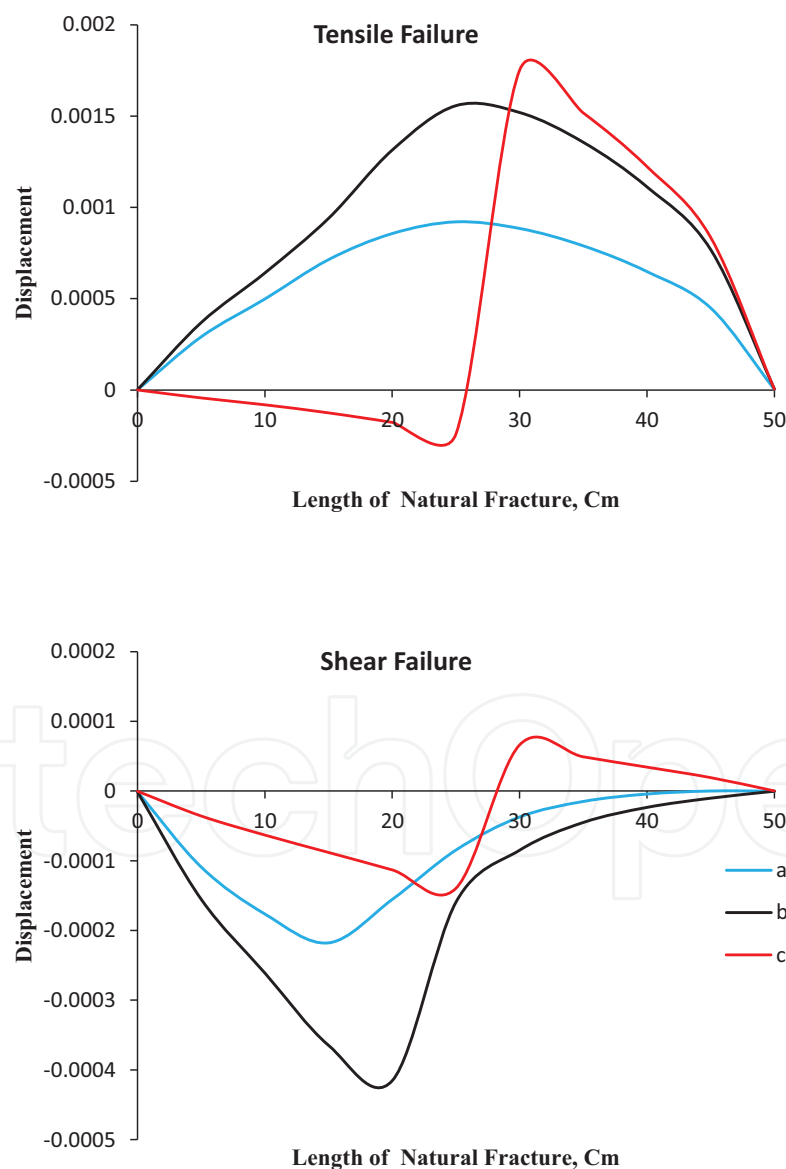 Tensile Failure
0.002
0.0015
0.001
0.0005
0
-0.0005
Displacement
0 10 20 30 40 50
Length of Natural Fracture, Cm
Shear Failure
0.0002
0.0001
0
-0.0001
-0.0002
-0.0003
-0.0004
-0.0005
Displacement
0 10 20 30 40 50
a
b
c
Length of Natural Fracture, Cm
techOpe